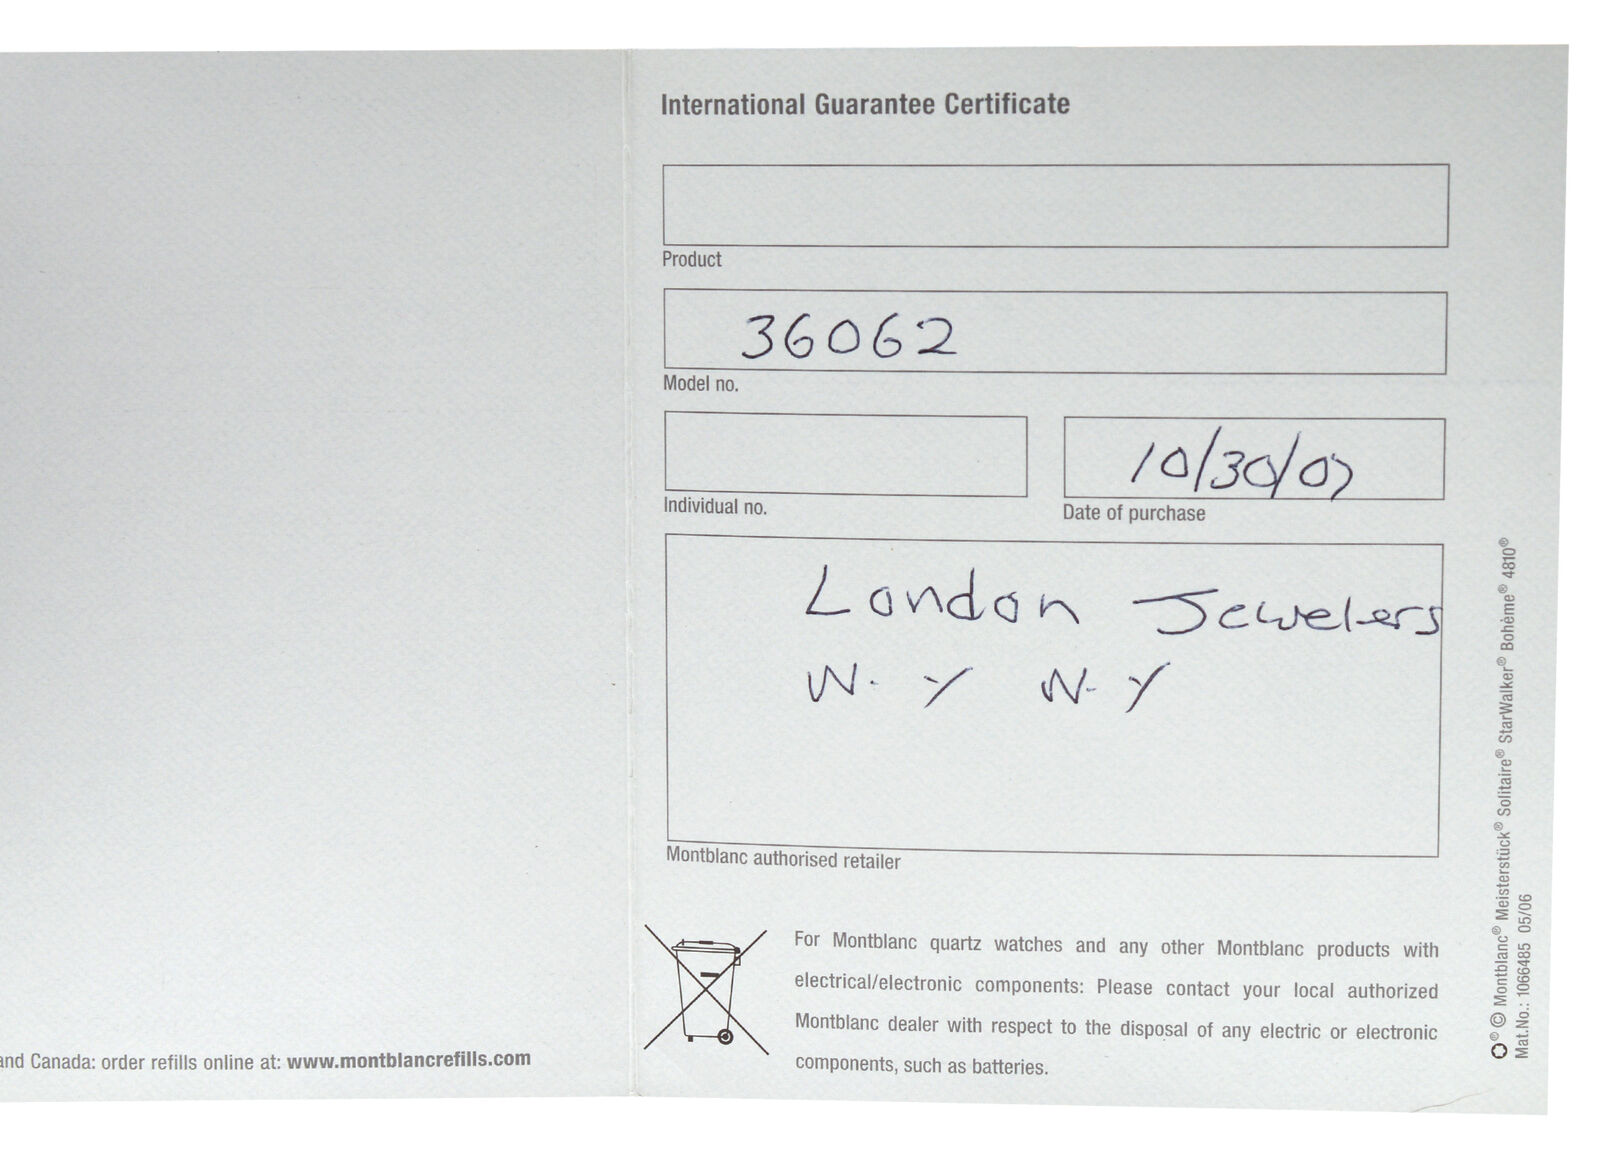 International Guarantee Certificate
Product
36062
Model no.
Individual no.
10/30/07
Date of purchase
London Jewelers
N. Y N. Y
Montblanc authorised retailer
For Montblanc quartz watches and any other Montblanc products with
electrical/electronic components: Please contact your local authorized
Montblanc dealer with respect to the disposal of any electric or electronic
components, such as batteries.
and Canada: order refills online at: www.montblancrefills.com
® © Montblanc® Meisterstück® Solitaire® StarWalker® Bohème® 4810®
Mat.No.: 1066485 05/06